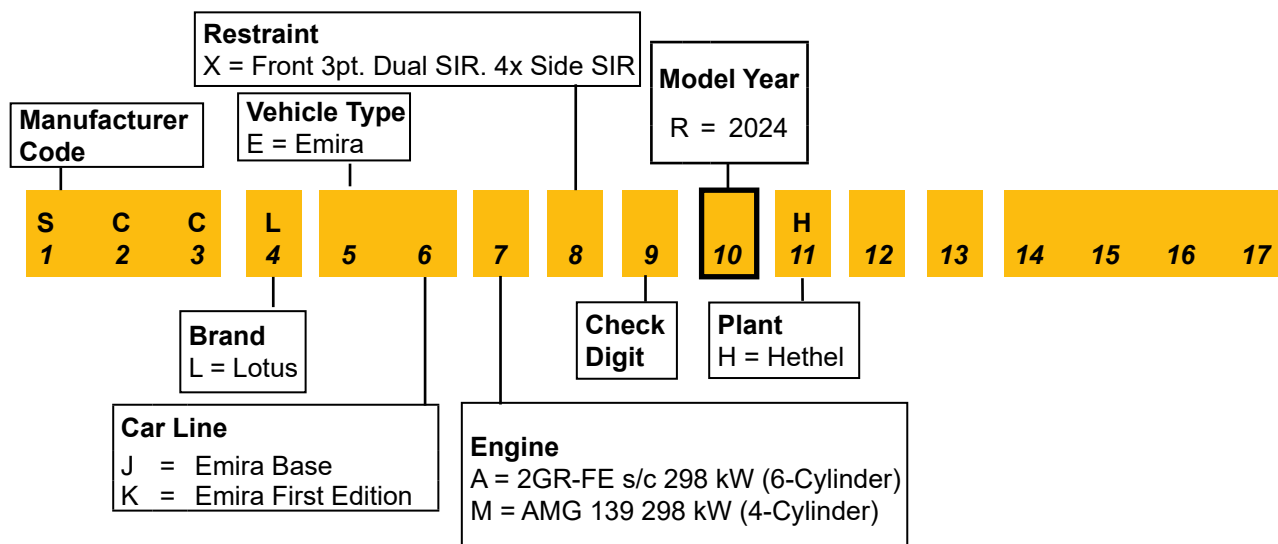 Restraint
X = Front 3pt. Dual SIR. 4x Side SIR
Model Year
R = 2024
Manufacturer
Code
Vehicle Type
E = Emira
S C C L H
1 2 3 4 5 6 7 8 9 10 11 12 13 14 15 16 17
Brand
L = Lotus
Check
Digit
Plant
H = Hethel
Car Line
J = Emira Base
K = Emira First Edition
Engine
A = 2GR-FE s/c 298 kW (6-Cylinder)
M = AMG 139 298 kW (4-Cylinder)